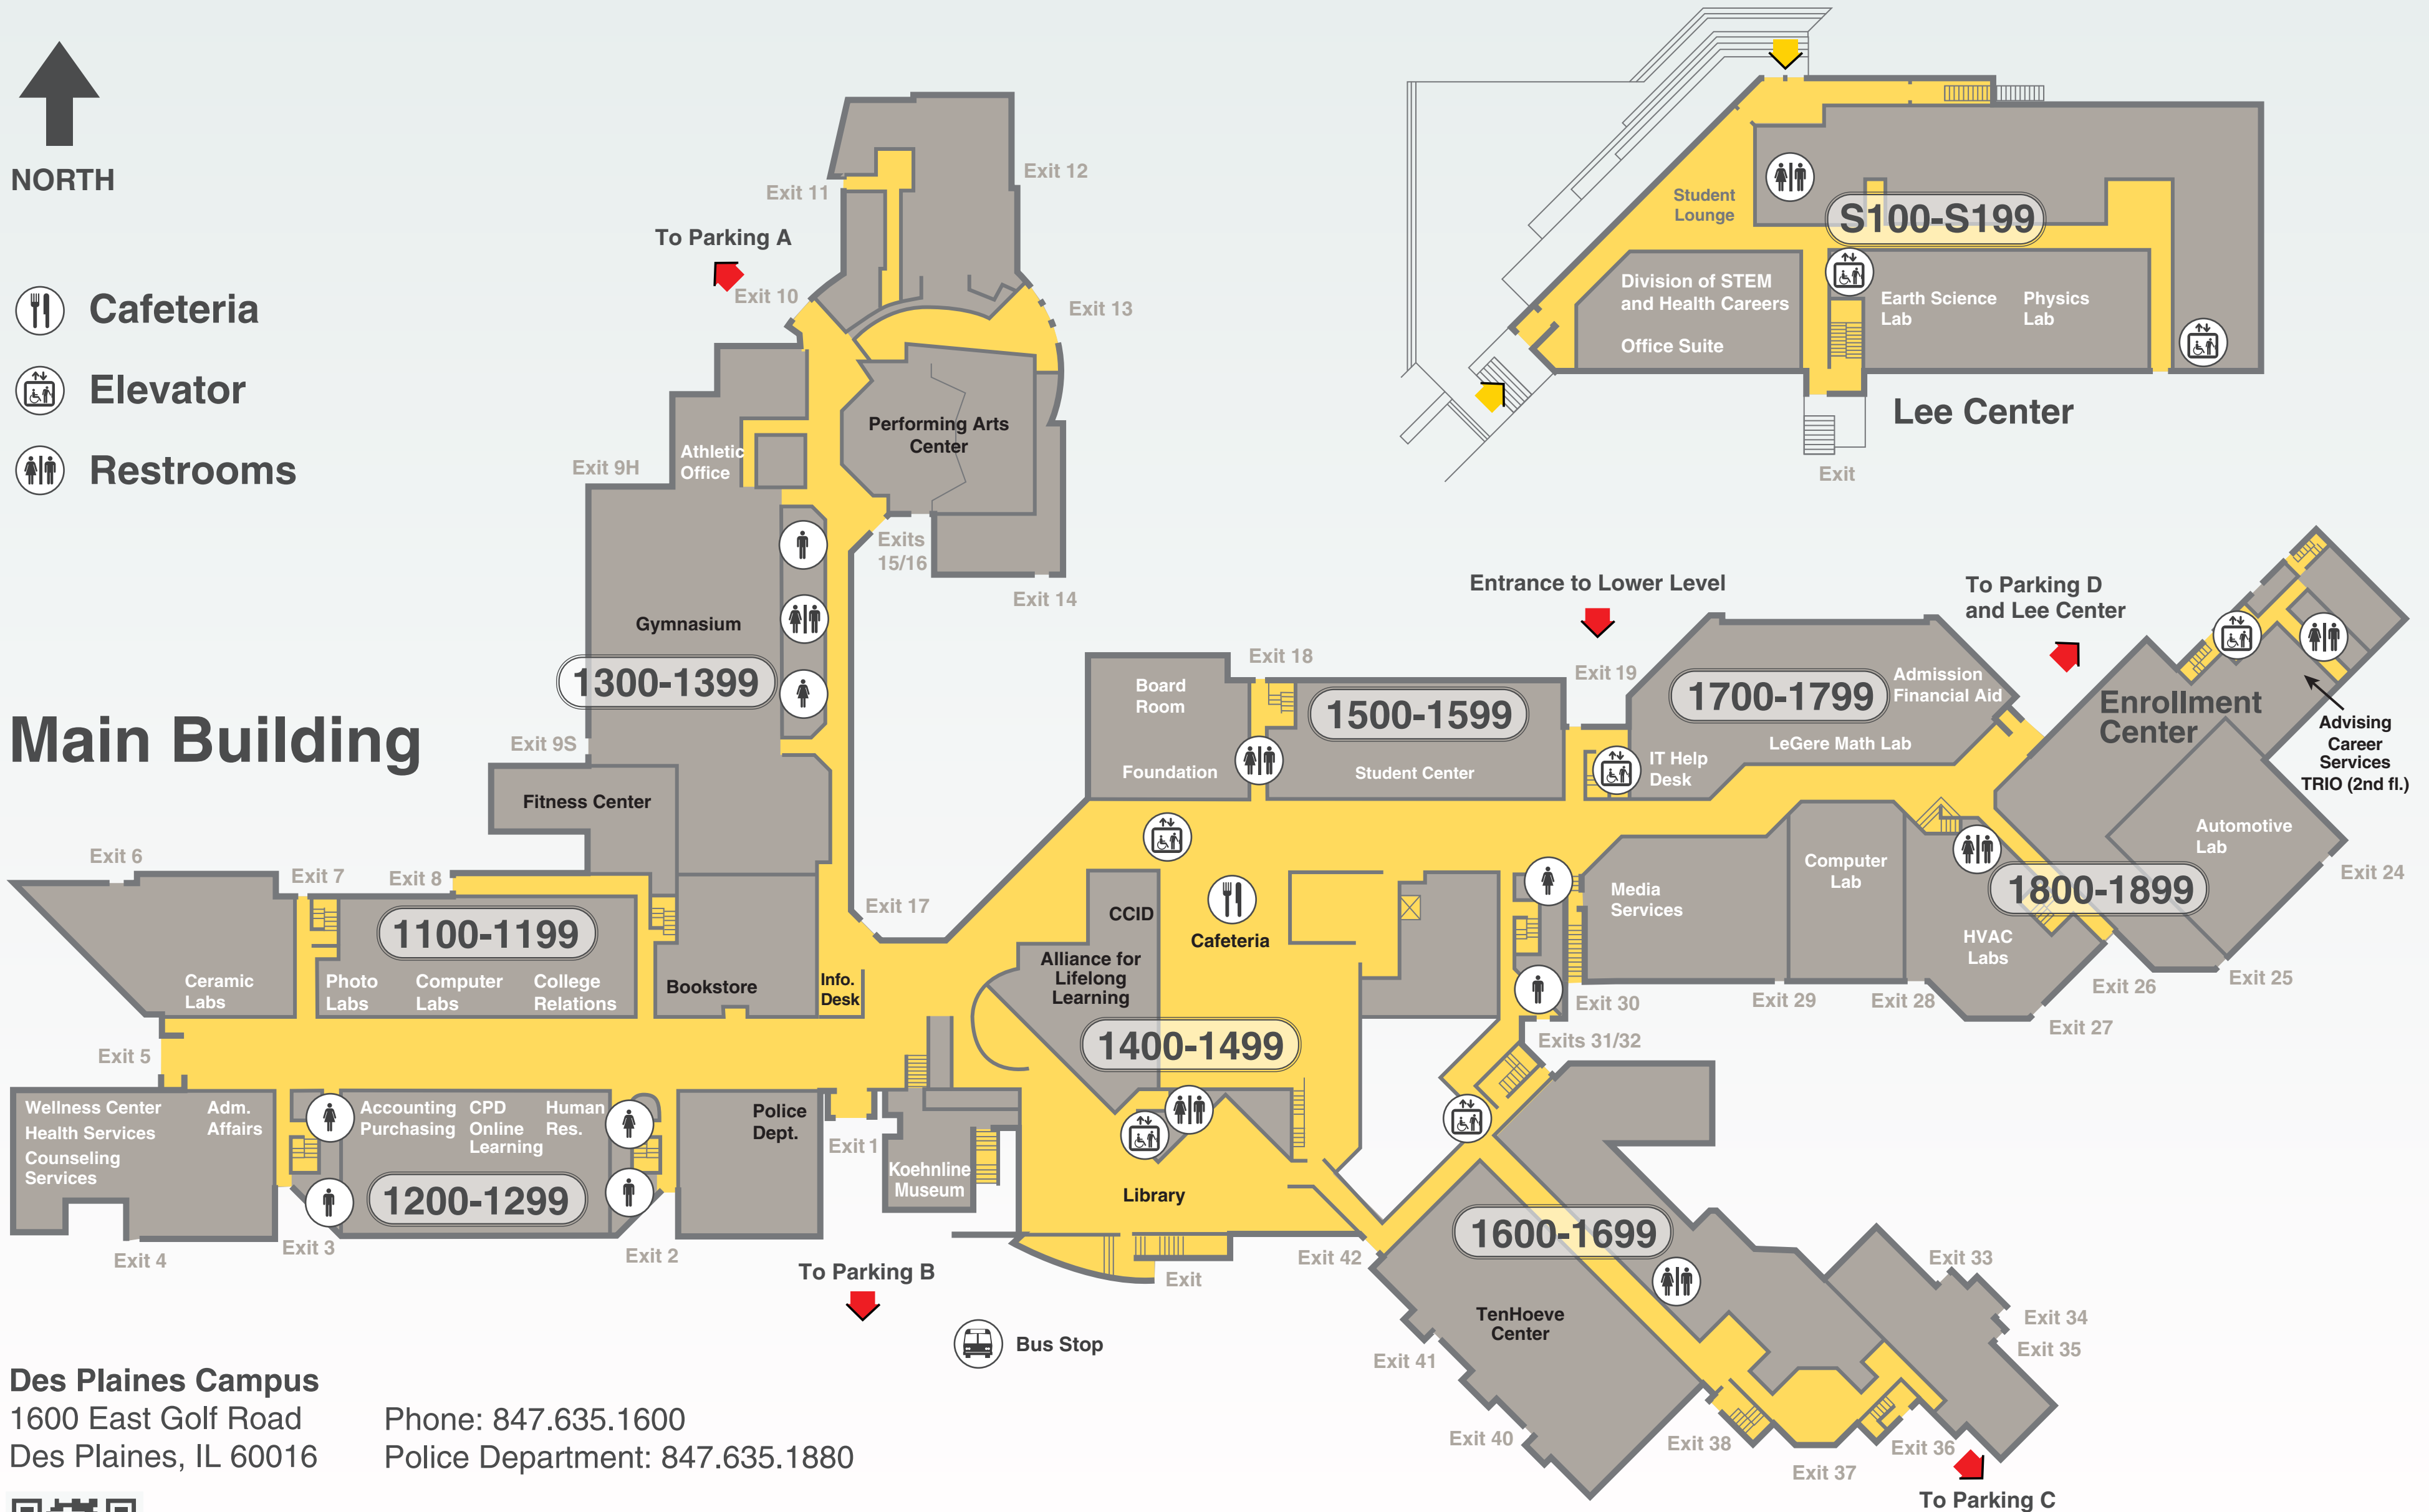 NORTH
Cafeteria
Elevator
Restrooms
Main Building
Exit 11
Exit 12
To Parking A
Exit 10
Exit 13
Performing Arts
Center
Athletic
Office
Exit 9H
Exits
15/16
Exit 14
Gymnasium
1300-1399
Exit 9S
Fitness Center
Student
Lounge
S100-S199
Division of STEM
and Health Careers
Office Suite
Earth Science
Lab
Physics
Lab
Lee Center
Exit
Entrance to Lower Level
To Parking D
and Lee Center
Exit 18
Exit 19
Board
Room
Foundation
1500-1599
Student Center
1700-1799
Admission
Financial Aid
LeGere Math Lab
IT Help
Desk
Enrollment
Center
Advising
Career
Services
TRIO (2nd fl.)
Automotive
Lab
Exit 24
Exit 6
Exit 7
Exit 8
1100-1199
Ceramic
Labs
Photo
Labs
Computer
Labs
College
Relations
Bookstore
Info.
Desk
Exit 17
CCID
Cafeteria
Alliance for
Lifelong
Learning
1400-1499
Media
Services
Computer
Lab
1800-1899
HVAC
Labs
Exit 25
Exit 26
Exit 27
Exit 28
Exit 29
Exit 30
Exits 31/32
Exit 5
Wellness Center
Health Services
Counseling
Services
Adm.
Affairs
Accounting
Purchasing
CPD
Online
Learning
Human
Res.
1200-1299
Police
Dept.
Exit 1
Koehnline
Museum
Library
Exit 4
Exit 3
Exit 2
To Parking B
Exit
Exit 42
Bus Stop
1600-1699
TenHoeve
Center
Exit 33
Exit 34
Exit 35
Exit 41
Exit 40
Exit 38
Exit 37
Exit 36
To Parking C
Des Plaines Campus
1600 East Golf Road
Des Plaines, IL 60016
Phone: 847.635.1600
Police Department: 847.635.1880